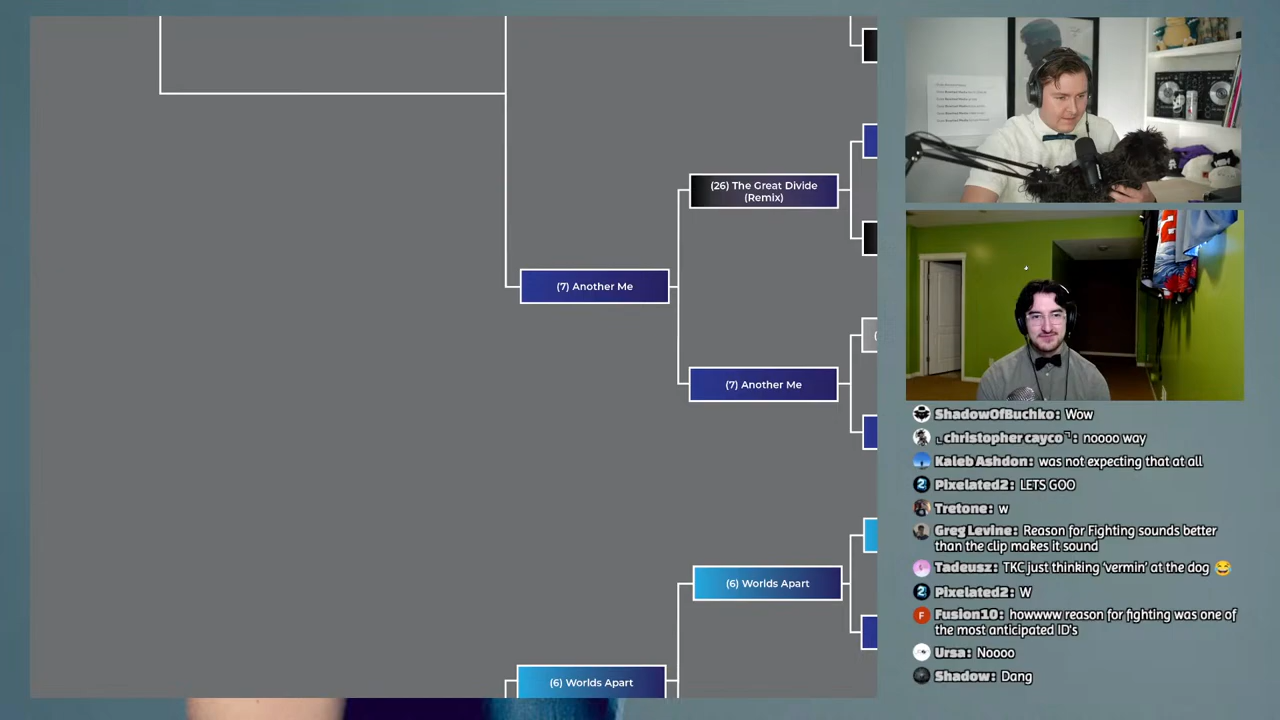 (26) The Great Divide
(Remix)
(7) Another Me
(7) Another Me
(6) Worlds Apart
(6) Worlds Apart
ShadowOfBuchko: Wow
⌞christopher cayco⌝: noooo way
Kaleb Ashdon: was not expecting that at all
Pixelated2: LETS GOO
Tretone: w
Greg Levine: Reason for Fighting sounds better
than the clip makes it sound
Tadeusz: TKC just thinking 'vermin' at the dog 😂
Pixelated2: W
Fusion10: howwww reason for fighting was one of
the most anticipated ID's
Ursa: Noooo
Shadow: Dang